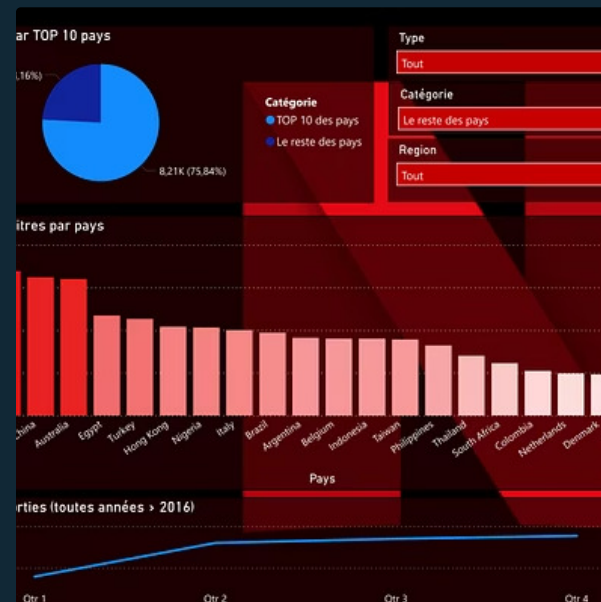 ar TOP 10 pays
,16%)
8,21K (75,84%)
Catégorie
TOP 10 des pays
Le reste des pays
Type
Tout
Catégorie
Le reste des pays
Region
Tout
itres par pays
China
Australia
Egypt
Turkey
Hong Kong
Nigeria
Italy
Brazil
Argentina
Belgium
Indonesia
Taiwan
Philippines
Thailand
South Africa
Colombia
Netherlands
Denmark
Pays
orties (toutes années > 2016)
Qtr 1
Qtr 2
Qtr 3
Qtr 4